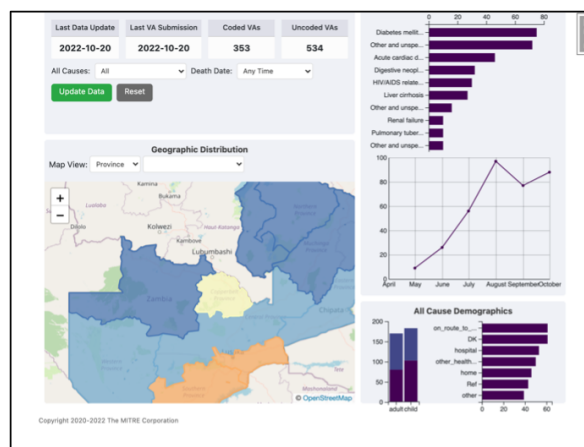 Last Data Update
Last VA Submission
Coded VAs
Uncoded VAs
2022-10-20
2022-10-20
353
534
All Causes: All
Death Date: Any Time
Update Data
Reset
Geographic Distribution
Map View: Province
+
−
Kamina
Bukama
Kolwezi
Kambove
Lubumbashi
Haut-Katanga
Zambia
Chipata
© OpenStreetMap
0 20 40 60 80
Diabetes mellit...
Other and unspe...
Acute cardiac d...
Digestive neopl...
HIV/AIDS relate...
Liver cirrhosis
Other and unspe...
Renal failure
Pulmonary tuber...
Other and unspe...
100
80
60
40
20
0
April May June July August September October
All Cause Demographics
200
150
100
50
0
adult child
on_route_to_...
DK
hospital
other_health...
home
Ref
other
0 20 40 60
Copyright 2020-2022 The MITRE Corporation